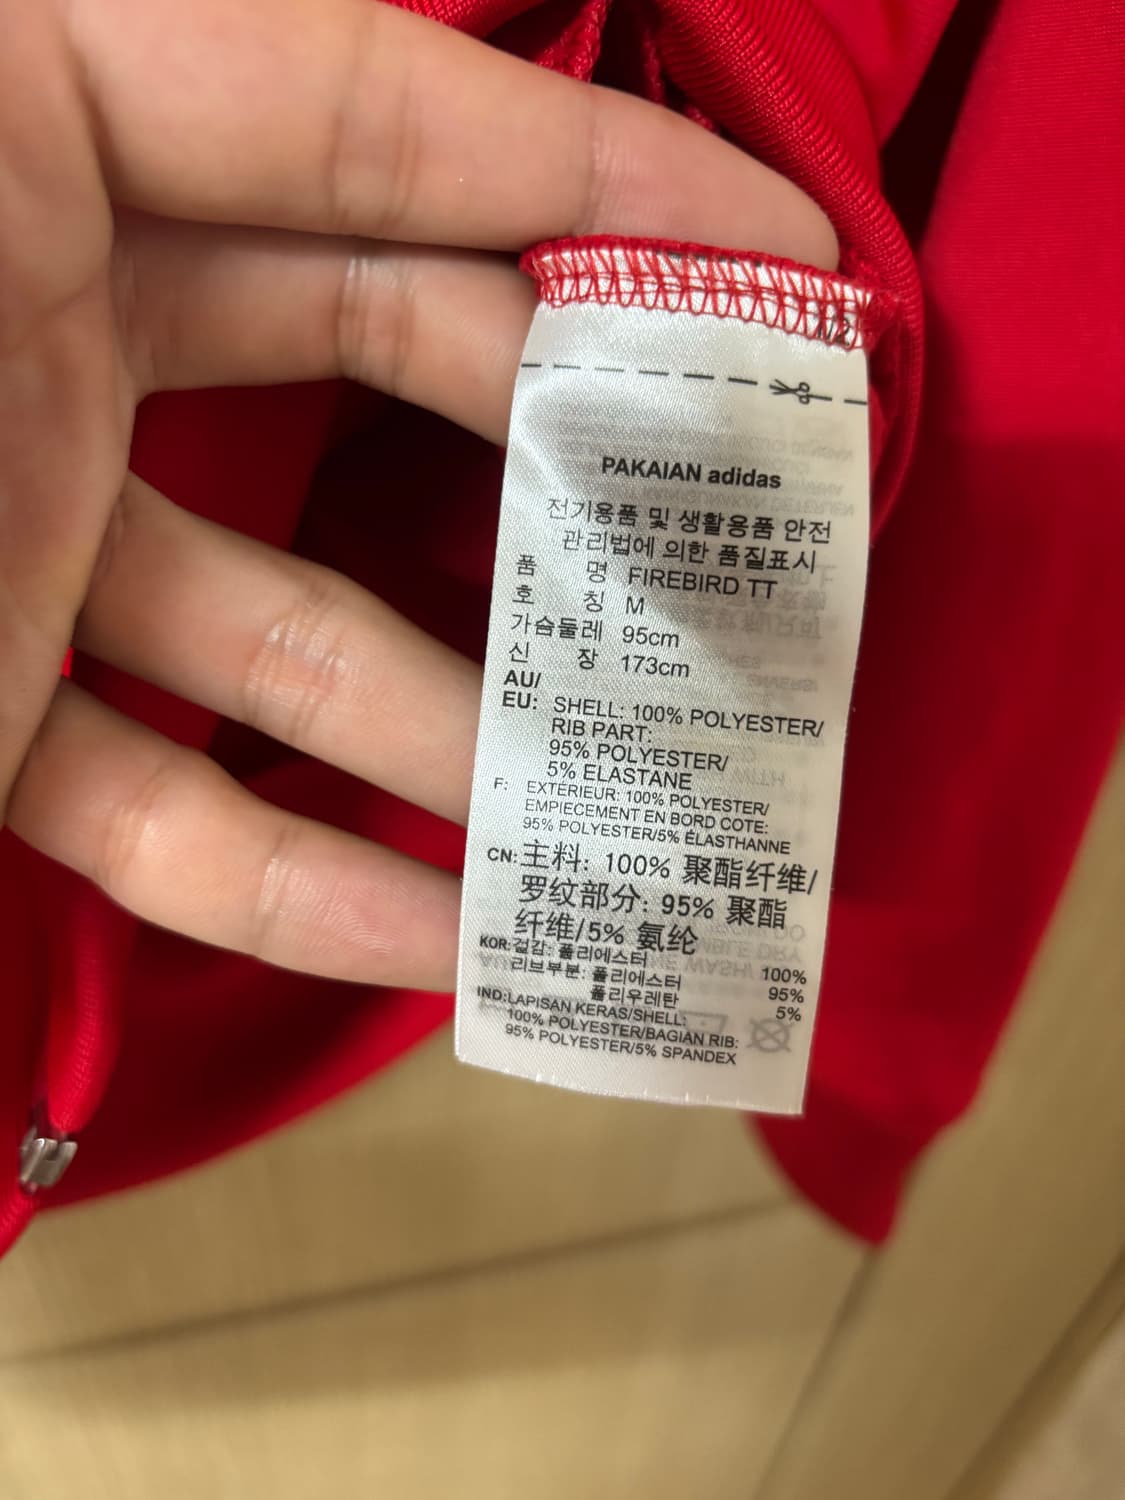 PAKAIAN adidas
전기용품 및 생활용품 안전
관리법에 의한 품질표시
품 명 FIREBIRD TT
호 칭 M
가슴둘레 95cm
신 장 173cm
AU/
EU: SHELL: 100% POLYESTER/
RIB PART:
95% POLYESTER/
5% ELASTANE
F: EXTÉRIEUR: 100% POLYESTER/
EMPIECEMENT EN BORD COTE:
95% POLYESTER/5% ÉLASTHANNE
CN: 主料: 100% 聚酯纤维/
罗纹部分: 95% 聚酯
纤维/5% 氨纶
KOR: 겉감: 폴리에스터 100%
리브부분: 폴리에스터 95%
폴리우레탄 5%
IND: LAPISAN KERAS/SHELL:
100% POLYESTER/BAGIAN RIB:
95% POLYESTER/5% SPANDEX